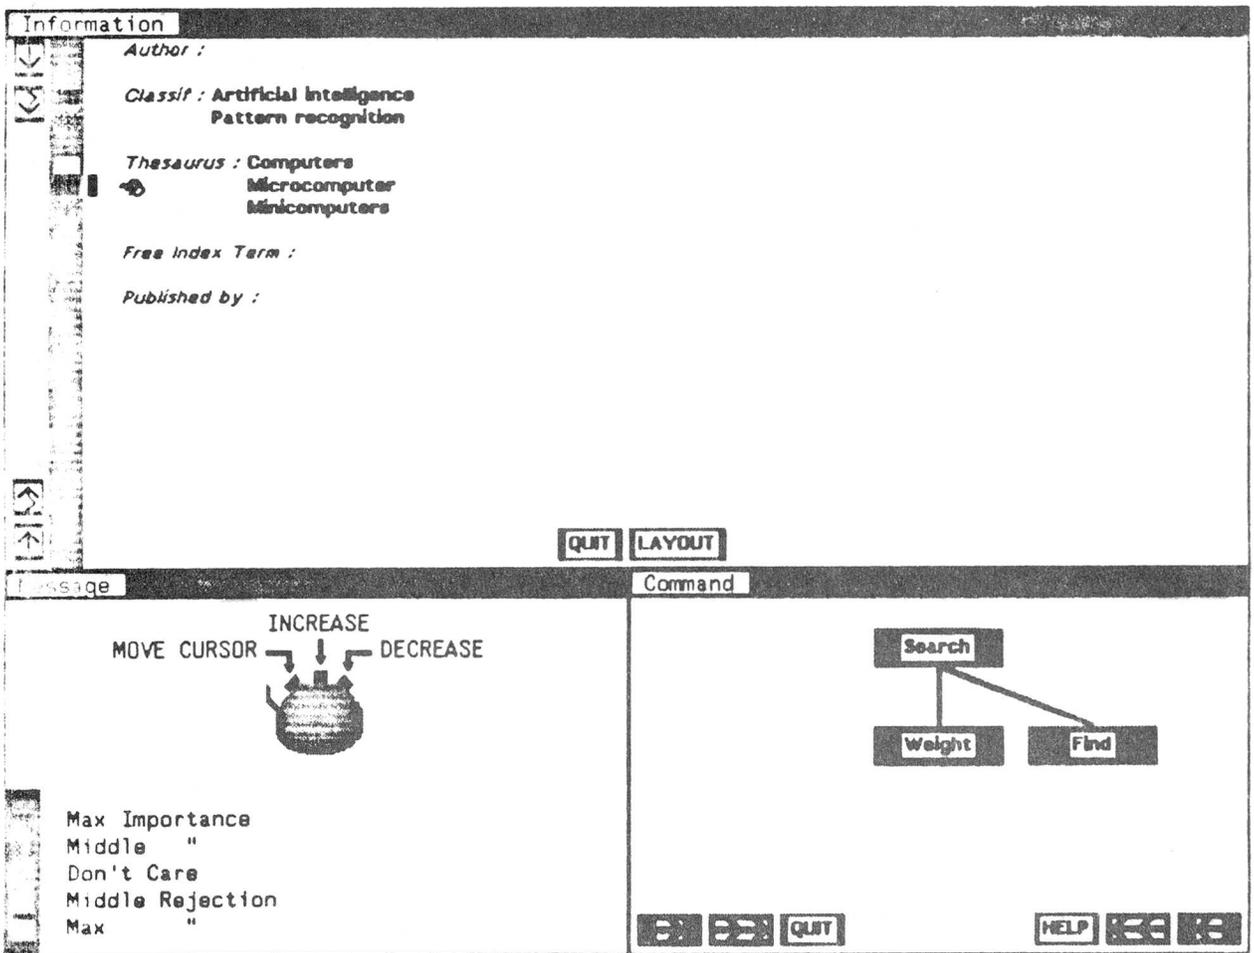 Information
Author :
Classif : Artificial intelligence
Pattern recognition
Thesaurus : Computers
Microcomputer
Minicomputers
Free Index Term :
Published by :
QUIT LAYOUT
Message
Command
INCREASE
MOVE CURSOR DECREASE
Search
Weight Find
Max Importance
Middle "
Don't Care
Middle Rejection
Max "
QUIT HELP